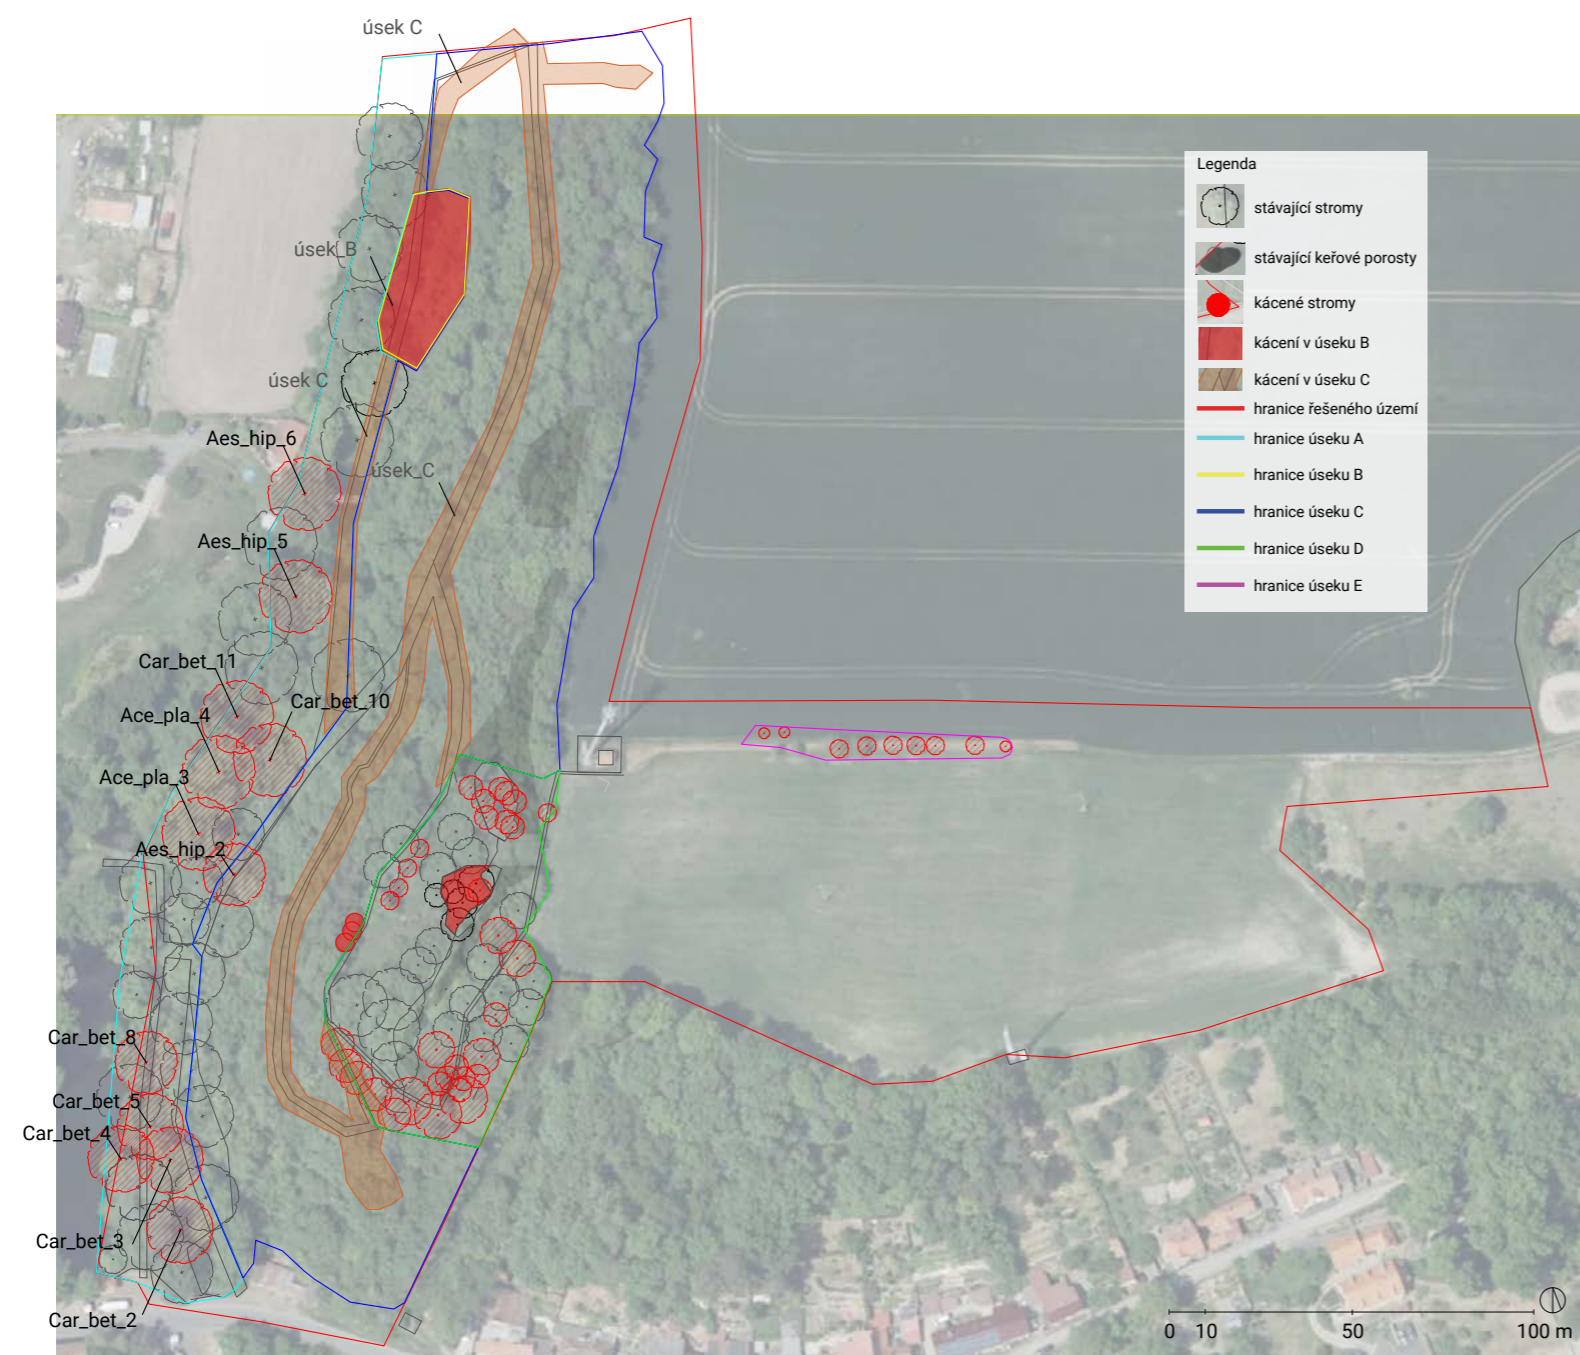 úsek C
Legenda
stávající stromy
úsek_B
stávající keřové porosty
kácené stromy
kácení v úseku B
úsek C
kácení v úseku C
hranice řešeného území
Aes_hip_6
hranice úseku A
úsek_C
hranice úseku B
hranice úseku C
Aes_hip_5
hranice úseku D
hranice úseku E
Car_bet_11
Car_bet_10
Ace_pla_4
Ace_pla_3
Aes_hip_2
Car_bet_8
Car_bet_5
Car_bet_4
Car_bet_3
Car_bet_2
0 10 50 100 m